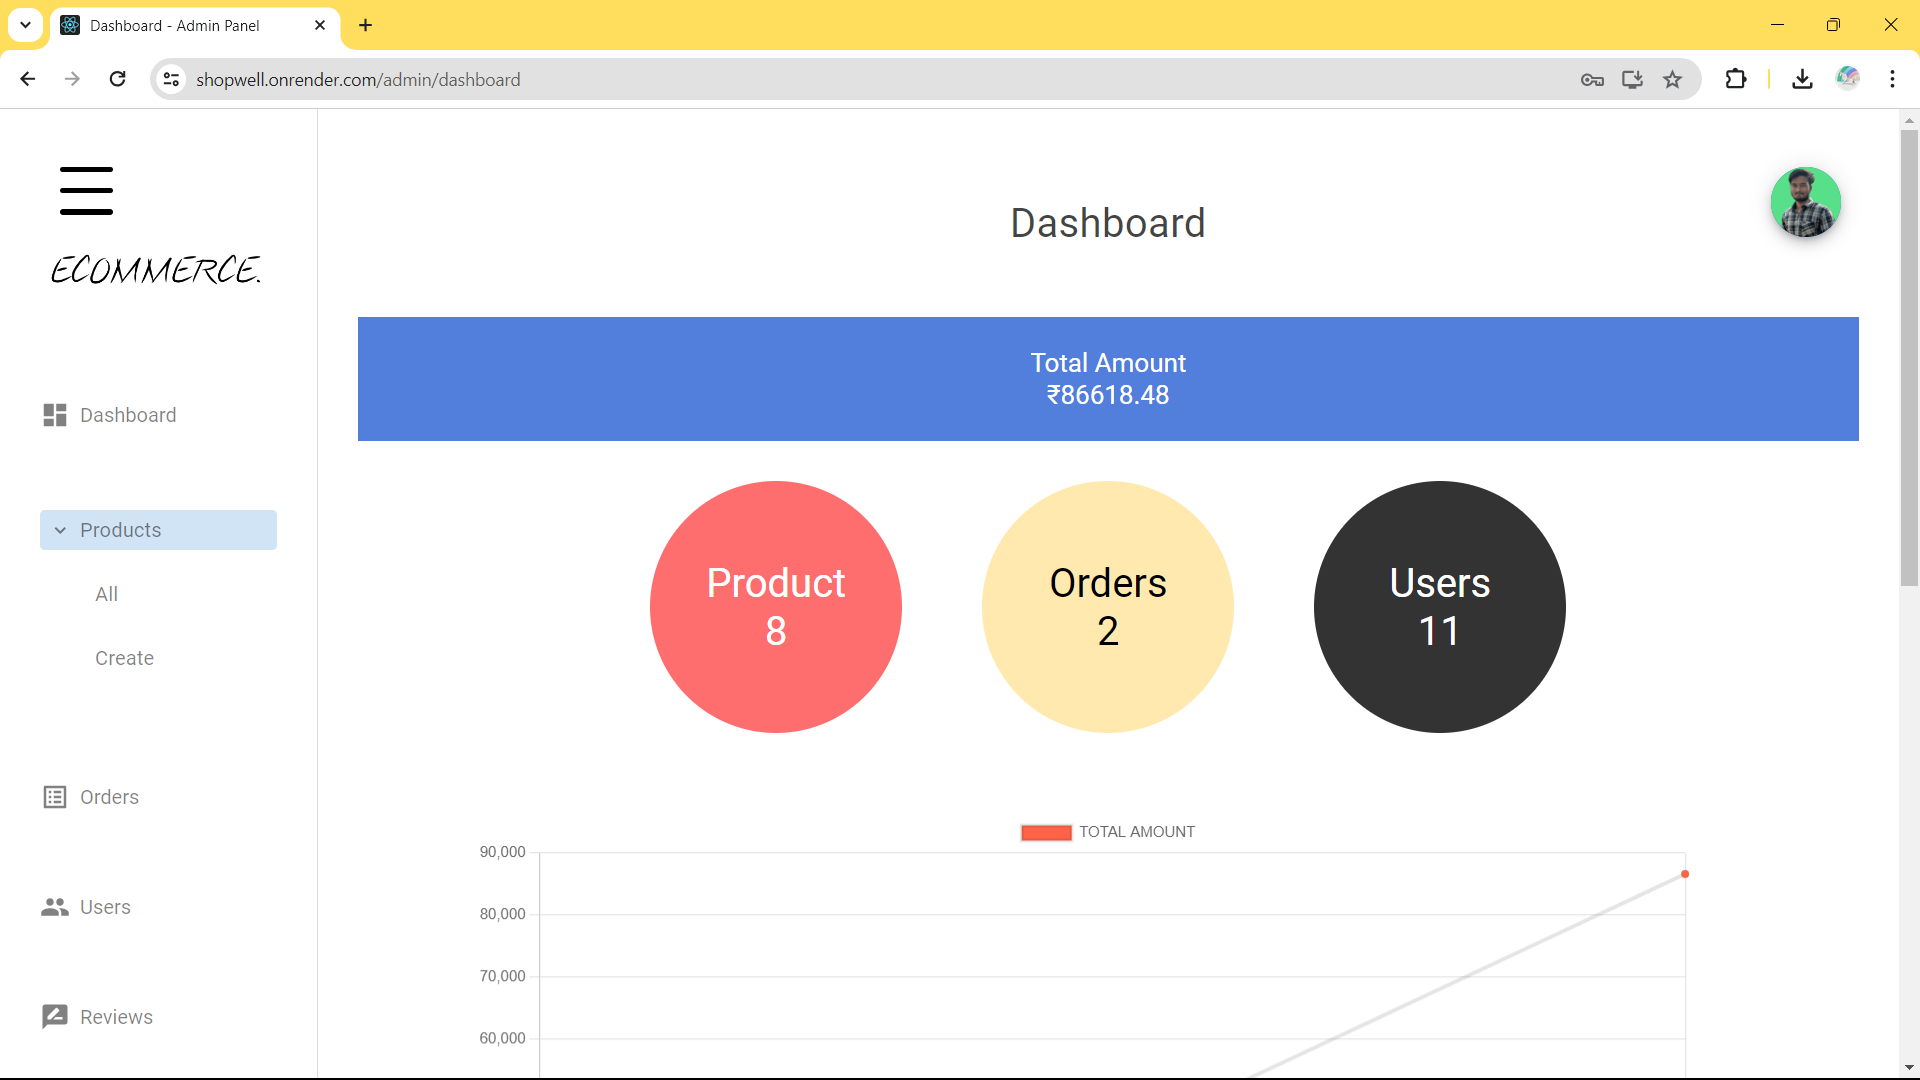 Dashboard - Admin Panel
shopwell.onrender.com/admin/dashboard
ECOMMERCE.
Dashboard
Products
All
Create
Orders
Users
Reviews
Dashboard
Total Amount
₹86618.48
Product
8
Orders
2
Users
11
TOTAL AMOUNT
90,000
80,000
70,000
60,000